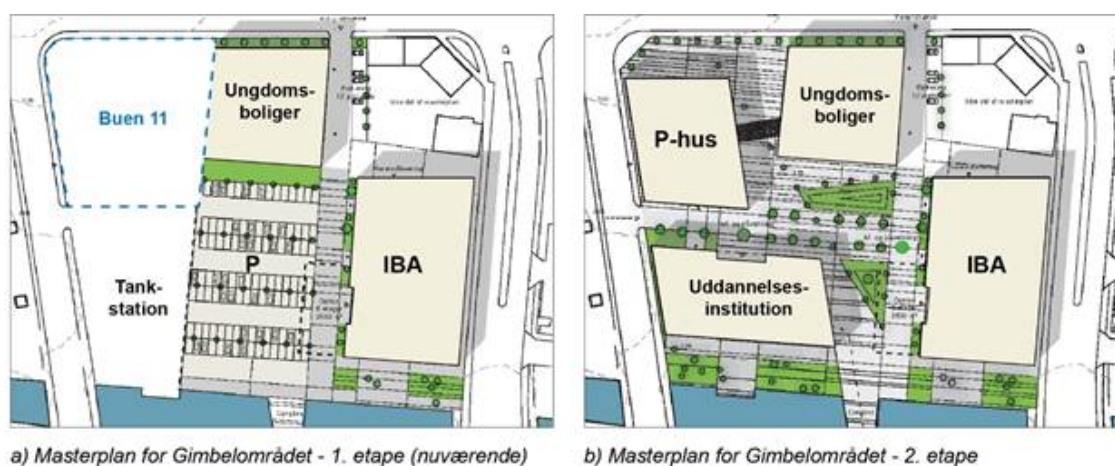 Ungdoms-
boliger
Buen 11
P
IBA
Tank-
station
Ungdoms-
boliger
P-hus
IBA
Uddannelses-
institution
a) Masterplan for Gimbelområdet - 1. etape (nuværende)
b) Masterplan for Gimbelområdet - 2. etape